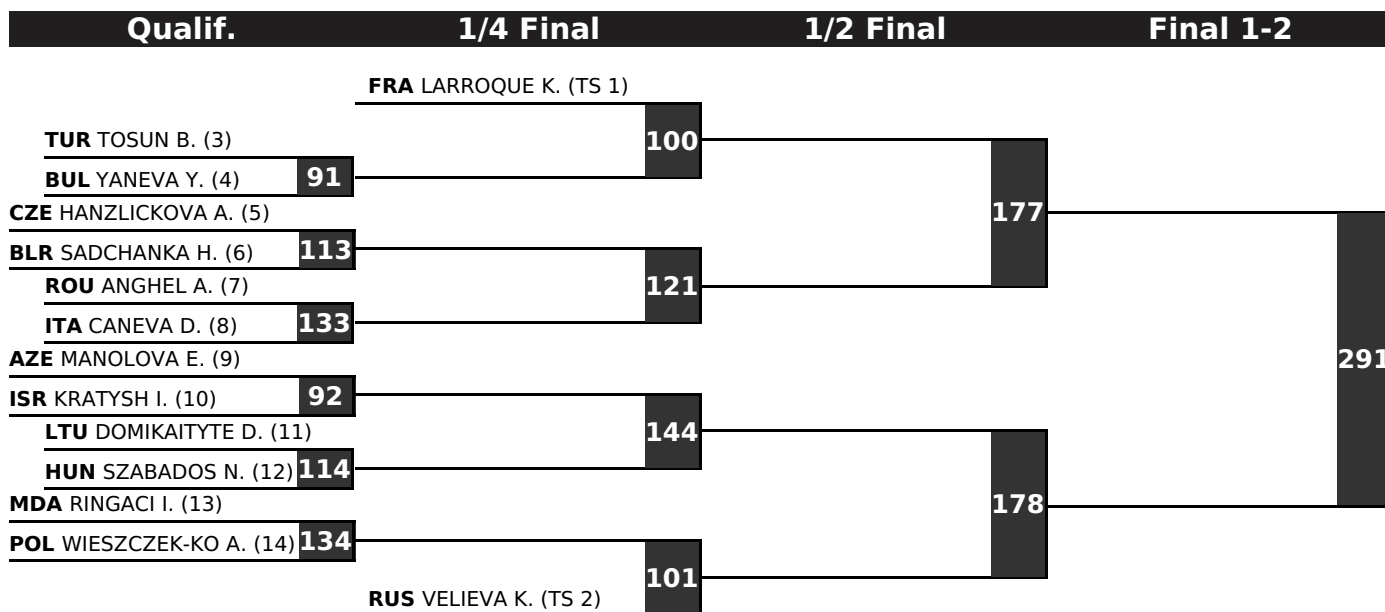 Qualif. 1/4 Final 1/2 Final Final 1-2
FRA LARROQUE K. (TS 1)
100
TUR TOSUN B. (3)
BUL YANEVA Y. (4) 91
177
CZE HANZLICKOVA A. (5)
BLR SADCHANKA H. (6) 113
121
ROU ANGHEL A. (7)
ITA CANEVA D. (8) 133
291
AZE MANOLOVA E. (9)
ISR KRATYSH I. (10) 92
144
LTU DOMIKAITYTE D. (11)
HUN SZABADOS N. (12) 114
178
MDA RINGACI I. (13)
POL WIESZCZEK-KO A. (14) 134
101
RUS VELIEVA K. (TS 2)